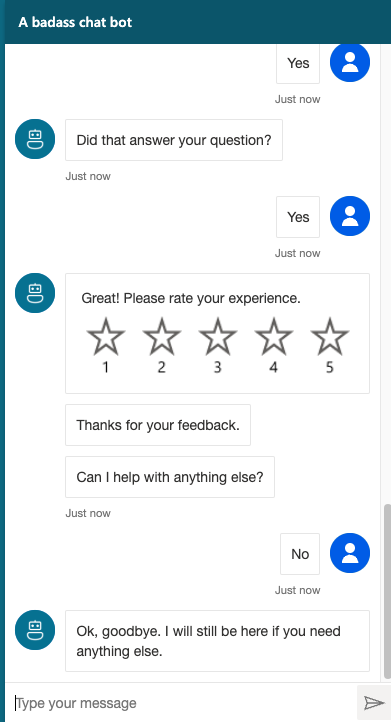 A badass chat bot
Yes
Just now
Did that answer your question?
Just now
Yes
Just now
Great! Please rate your experience.
1 2 3 4 5
Thanks for your feedback.
Can I help with anything else?
Just now
No
Just now
Ok, goodbye. I will still be here if you need
anything else.
Type your message